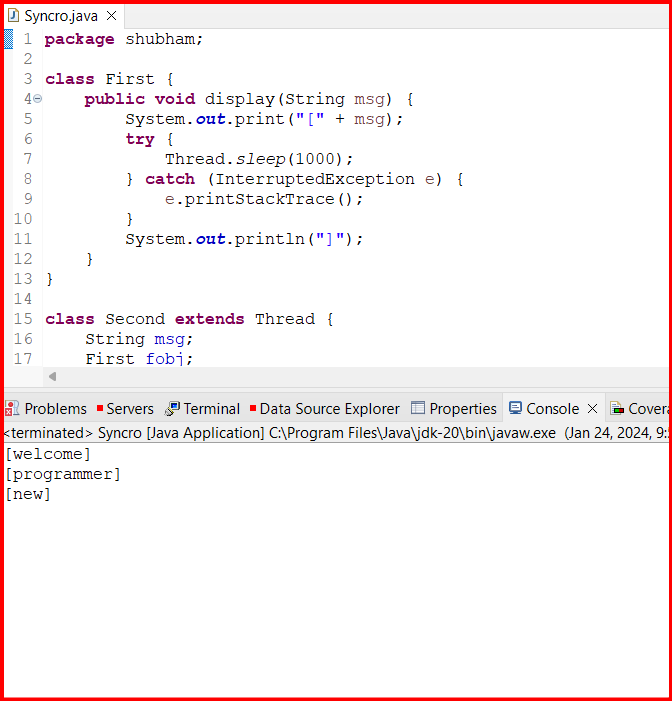 Syncro.java
1 package shubham;
2
3 class First {
4 public void display(String msg) {
5 System.out.print("[" + msg);
6 try {
7 Thread.sleep(1000);
8 } catch (InterruptedException e) {
9 e.printStackTrace();
10 }
11 System.out.println("]");
12 }
13 }
14
15 class Second extends Thread {
16 String msg;
17 First fobj;
Problems Servers Terminal Data Source Explorer Properties Console Covera
<terminated> Syncro [Java Application] C:\Program Files\Java\jdk-20\bin\javaw.exe (Jan 24, 2024, 9:
[welcome]
[programmer]
[new]